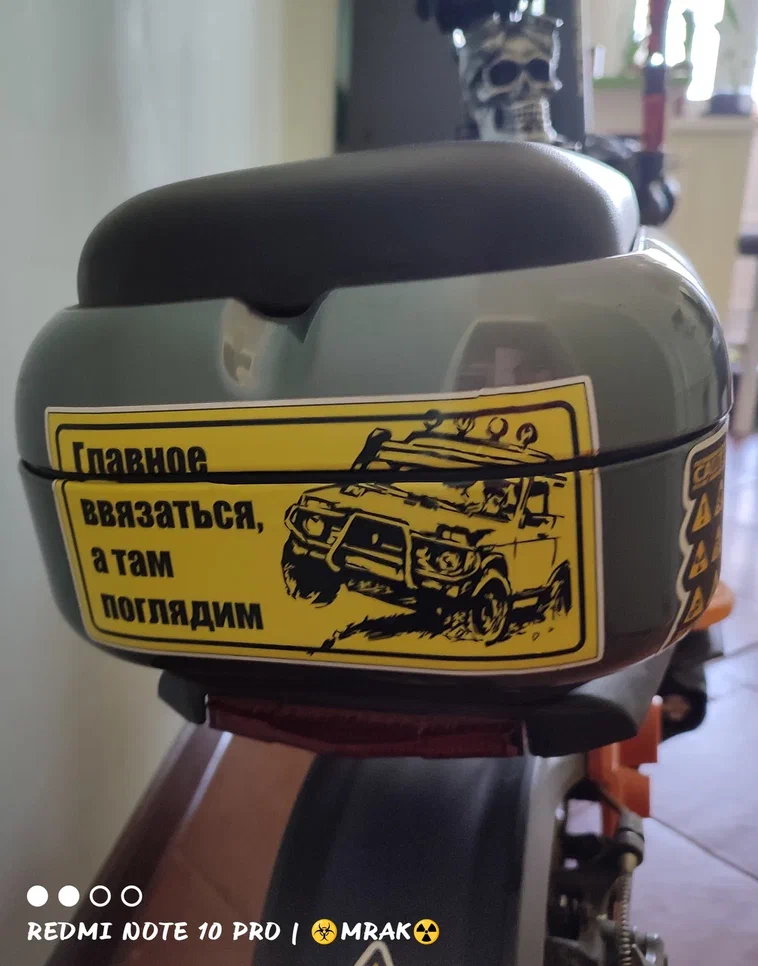 Главное
ввязаться,
а там
поглядим
REDMI NOTE 10 PRO | ☣MRAK☢